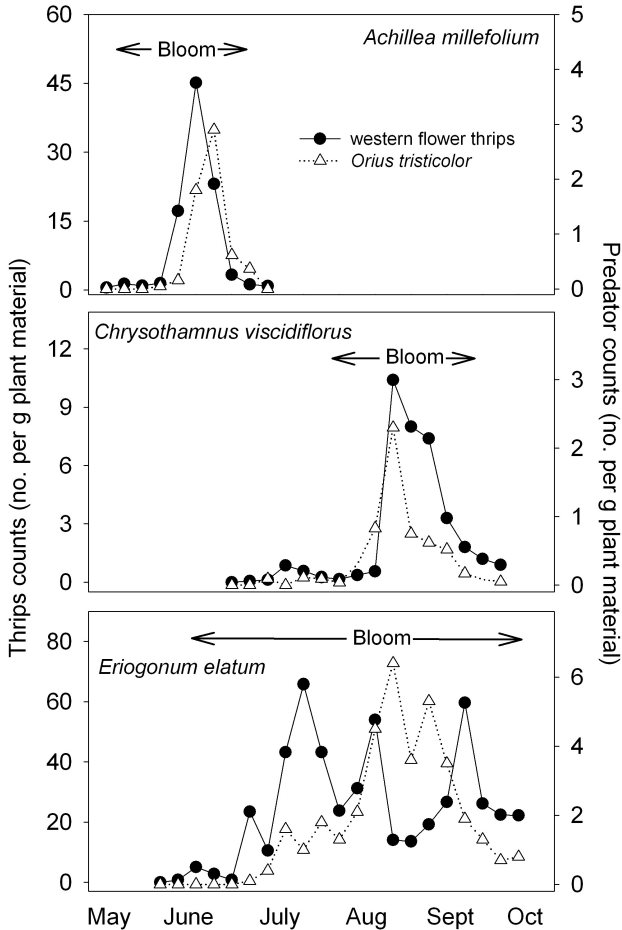 Thrips counts (no. per g plant material)
Predator counts (no. per g plant material)
Achillea millefolium
Bloom
western flower thrips
Orius tristicolor
60
45
30
15
0
5
4
3
2
1
0
Chrysothamnus viscidiflorus
Bloom
12
9
6
3
0
3
2
1
0
Bloom
Eriogonum elatum
80
60
40
20
0
6
4
2
0
May June July Aug Sept Oct